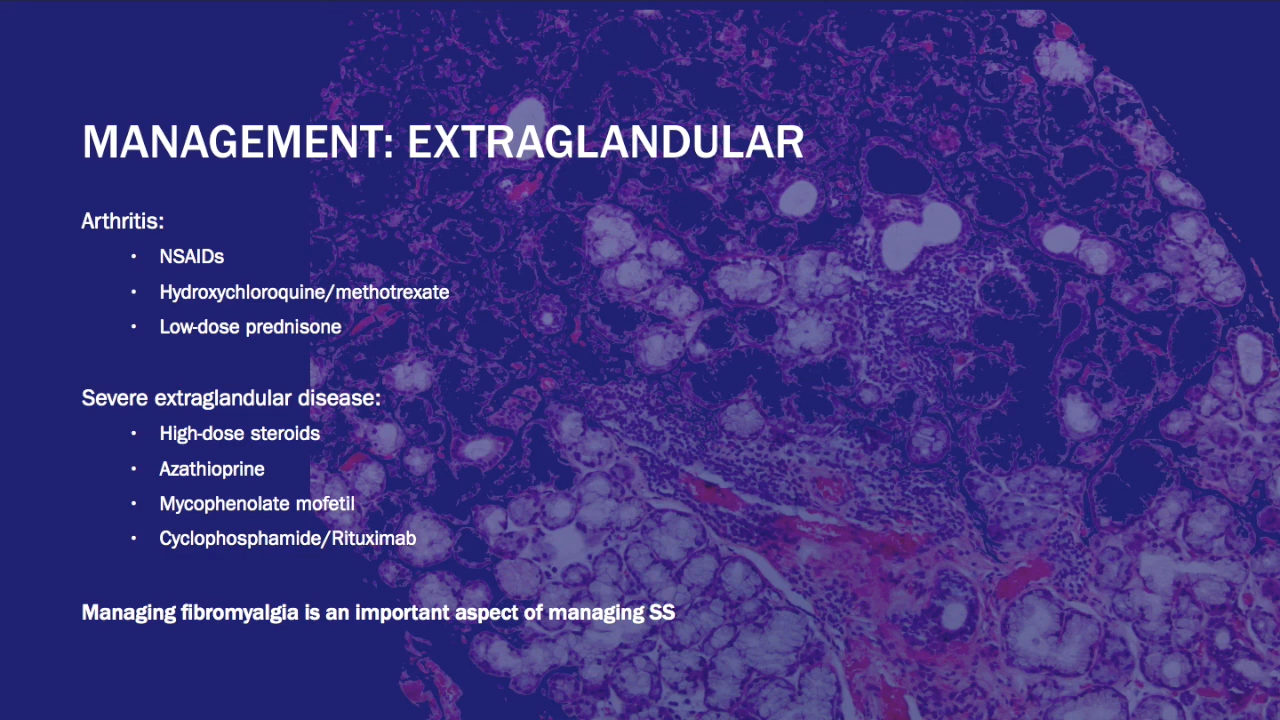 MANAGEMENT: EXTRAGLANDULAR
Arthritis:
• NSAIDs
• Hydroxychloroquine/methotrexate
• Low-dose prednisone
Severe extraglandular disease:
• High-dose steroids
• Azathioprine
• Mycophenolate mofetil
• Cyclophosphamide/Rituximab
Managing fibromyalgia is an important aspect of managing SS